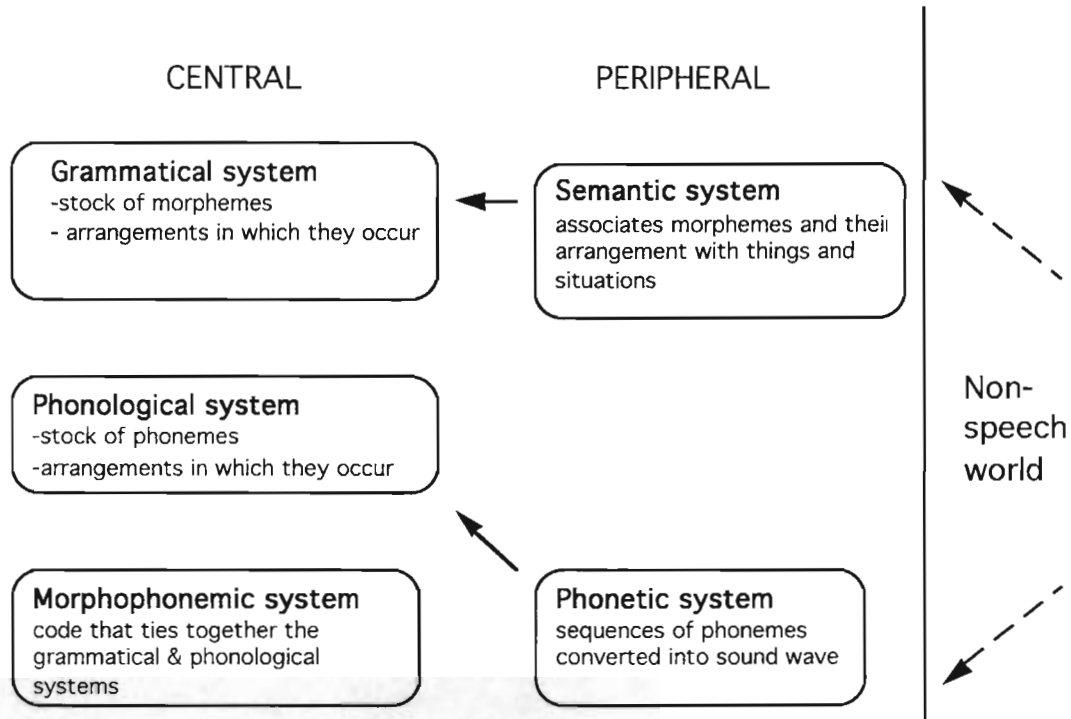 CENTRAL
PERIPHERAL
Grammatical system
-stock of morphemes
- arrangements in which they occur
Semantic system
associates morphemes and their
arrangement with things and
situations
Phonological system
-stock of phonemes
-arrangements in which they occur
Non-
speech
world
Morphophonemic system
code that ties together the
grammatical & phonological
systems
Phonetic system
sequences of phonemes
converted into sound wave